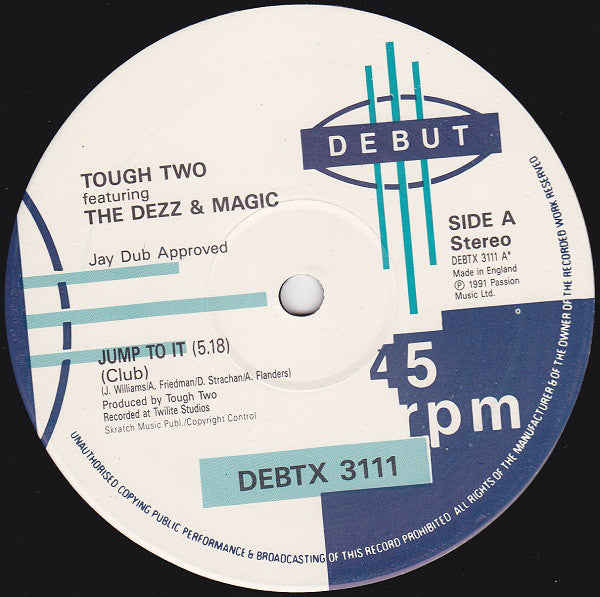 DEBUT
TOUGH TWO
featuring
THE DEZZ & MAGIC
Jay Dub Approved
SIDE A
Stereo
DEBTX 3111 A*
Made in England
℗ 1991 Passion
Music Ltd.
JUMP TO IT (5.18)
(Club)
(J. Williams/A. Friedman/D. Strachan/A. Flanders)
Produced by Tough Two
Recorded at Twilite Studios
Skratch Music Publ./Copyright Control
45
rpm
DEBTX 3111
UNAUTHORISED COPYING PUBLIC PERFORMANCE & BROADCASTING OF THIS RECORD PROHIBITED. ALL RIGHTS OF THE MANUFACTURER & OF THE OWNER OF THE RECORDED WORK RESERVED